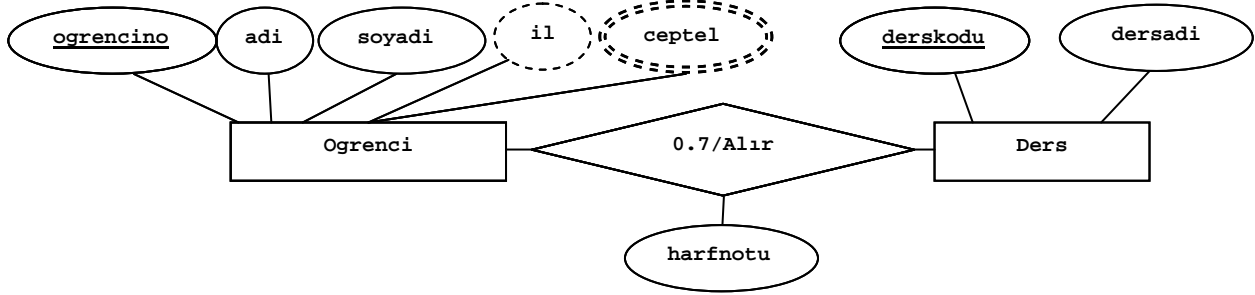 ogrencino
adi
soyadi
il
ceptel
derskodu
dersadi
Ogrenci
0.7/Alır
Ders
harfnotu